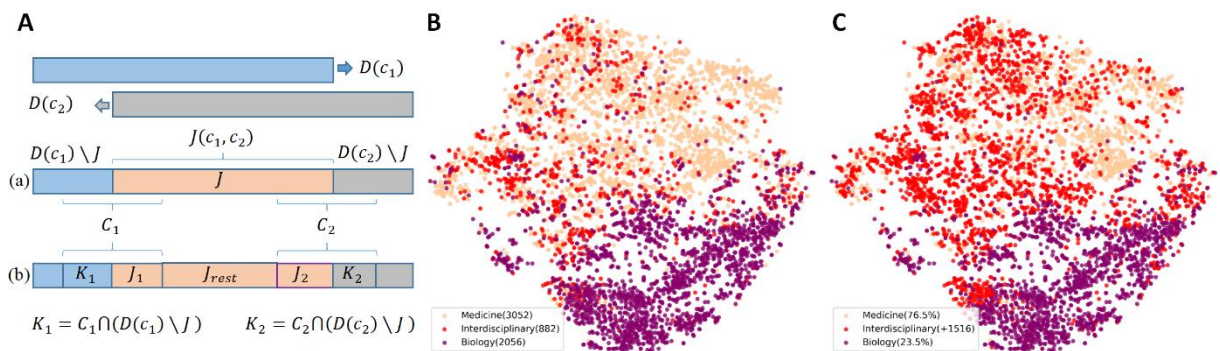 A
D(c₁)
D(c₂)
J(c₁, c₂)
D(c₁) \ J
D(c₂) \ J
(a)
J
C₁
C₂
(b)
K₁
J₁
J_rest
J₂
K₂
K₁ = C₁∩(D(c₁) \ J)
K₂ = C₂∩(D(c₂) \ J)
B
Medicine(3052)
Interdisciplinary(882)
Biology(2056)
C
Medicine(76.5%)
Interdisciplinary(+1516)
Biology(23.5%)